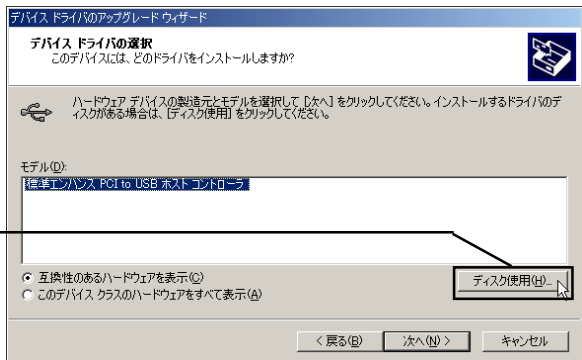 デバイス ドライバのアップグレード ウィザード
デバイス ドライバの選択
このデバイスには、どのドライバをインストールしますか?
ハードウェア デバイスの製造元とモデルを選択して [次へ] をクリックしてください。インストールするドライバのデ
ィスクがある場合は、[ディスク使用] をクリックしてください。
モデル(D):
標準エンハンス PCI to USB ホスト コントローラ
互換性のあるハードウェアを表示(C)
このデバイス クラスのハードウェアをすべて表示(A)
ディスク使用(H)...
< 戻る(B)
次へ(N) >
キャンセル